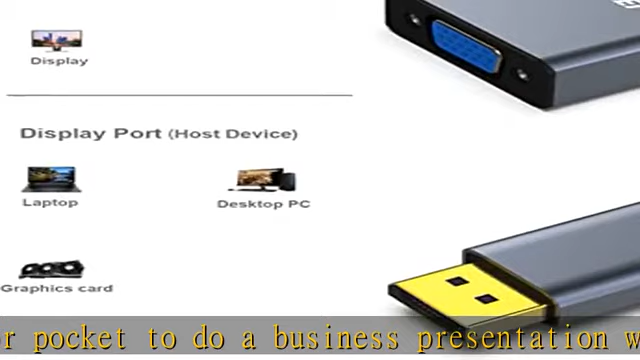 Display
Display Port (Host Device)
Laptop
Desktop PC
Graphics card
pocket to do a business presentation